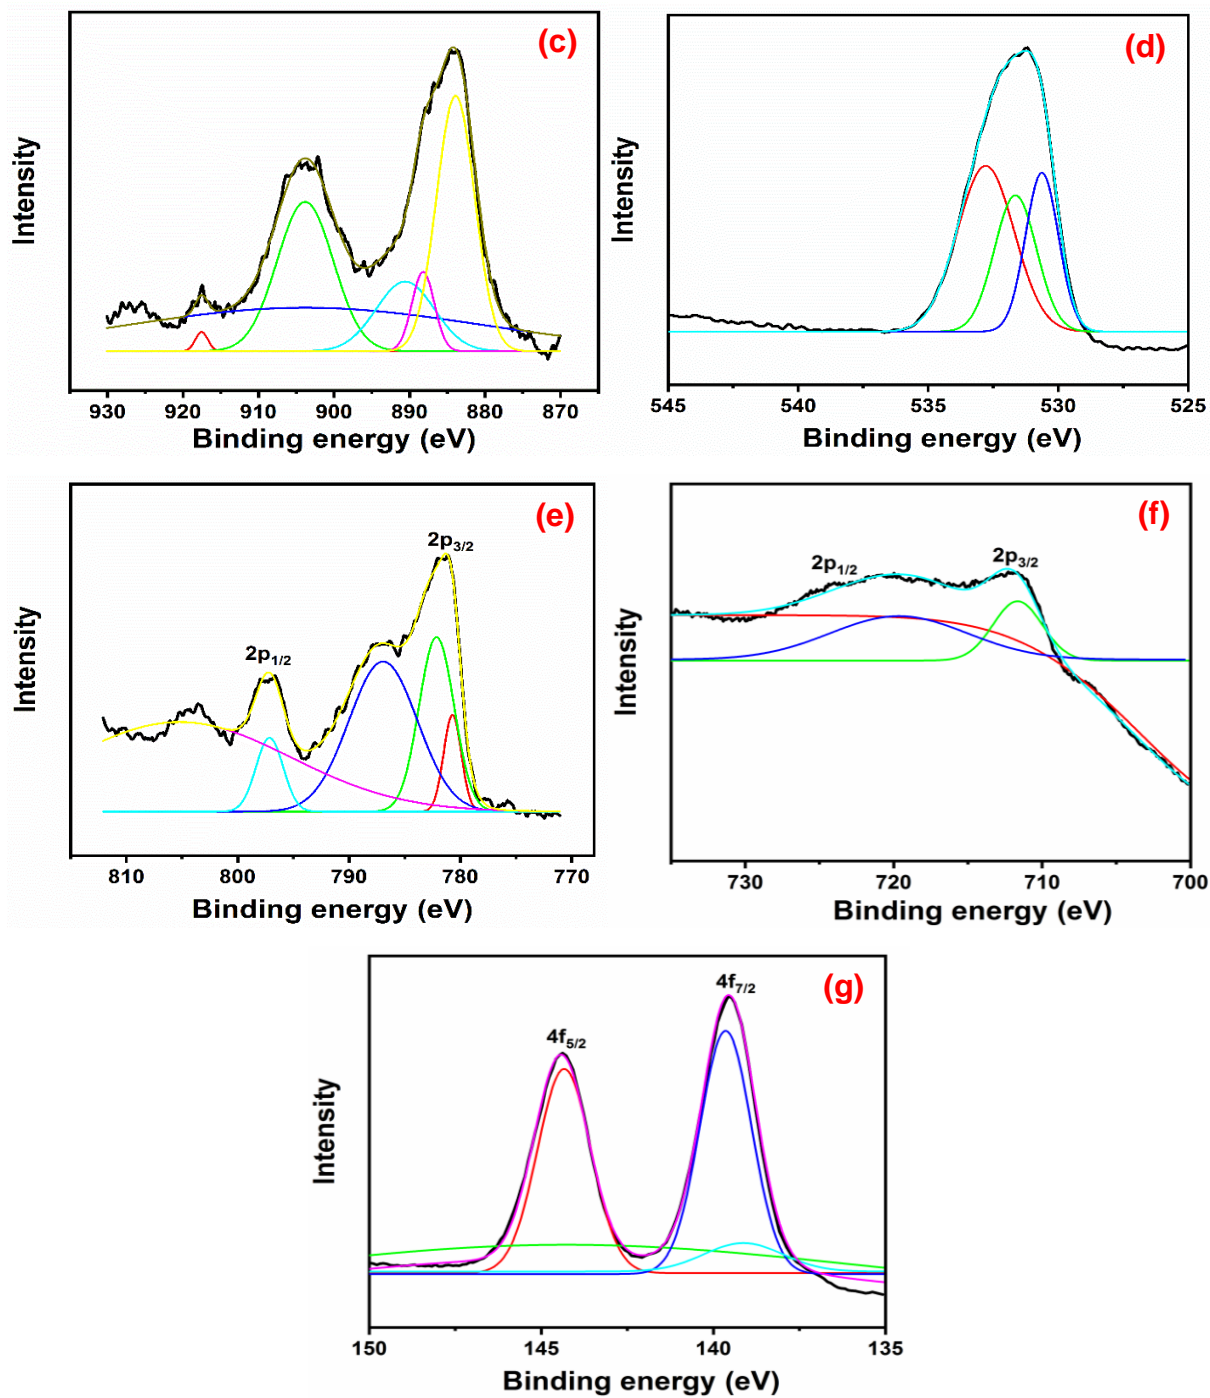 (c)
Intensity
930 920 910 900 890 880 870
Binding energy (eV)
(d)
Intensity
545 540 535 530 525
Binding energy (eV)
(e)
2p3/2
2p1/2
Intensity
810 800 790 780 770
Binding energy (eV)
(f)
2p1/2
2p3/2
Intensity
730 720 710 700
Binding energy (eV)
(g)
4f7/2
4f5/2
Intensity
150 145 140 135
Binding energy (eV)